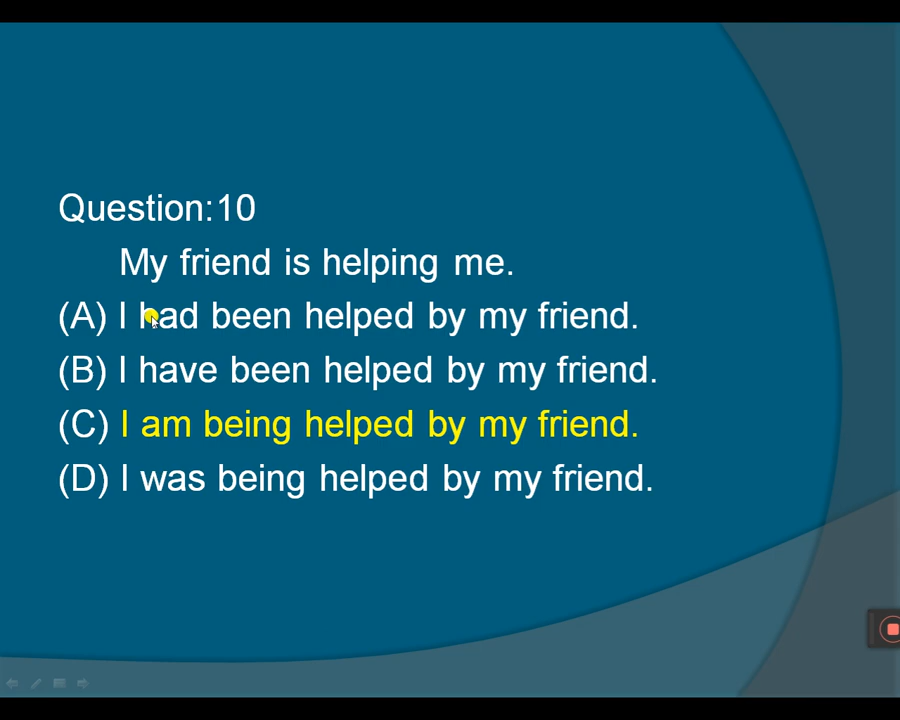 Question:10
My friend is helping me.
(A) I had been helped by my friend.
(B) I have been helped by my friend.
(C) I am being helped by my friend.
(D) I was being helped by my friend.